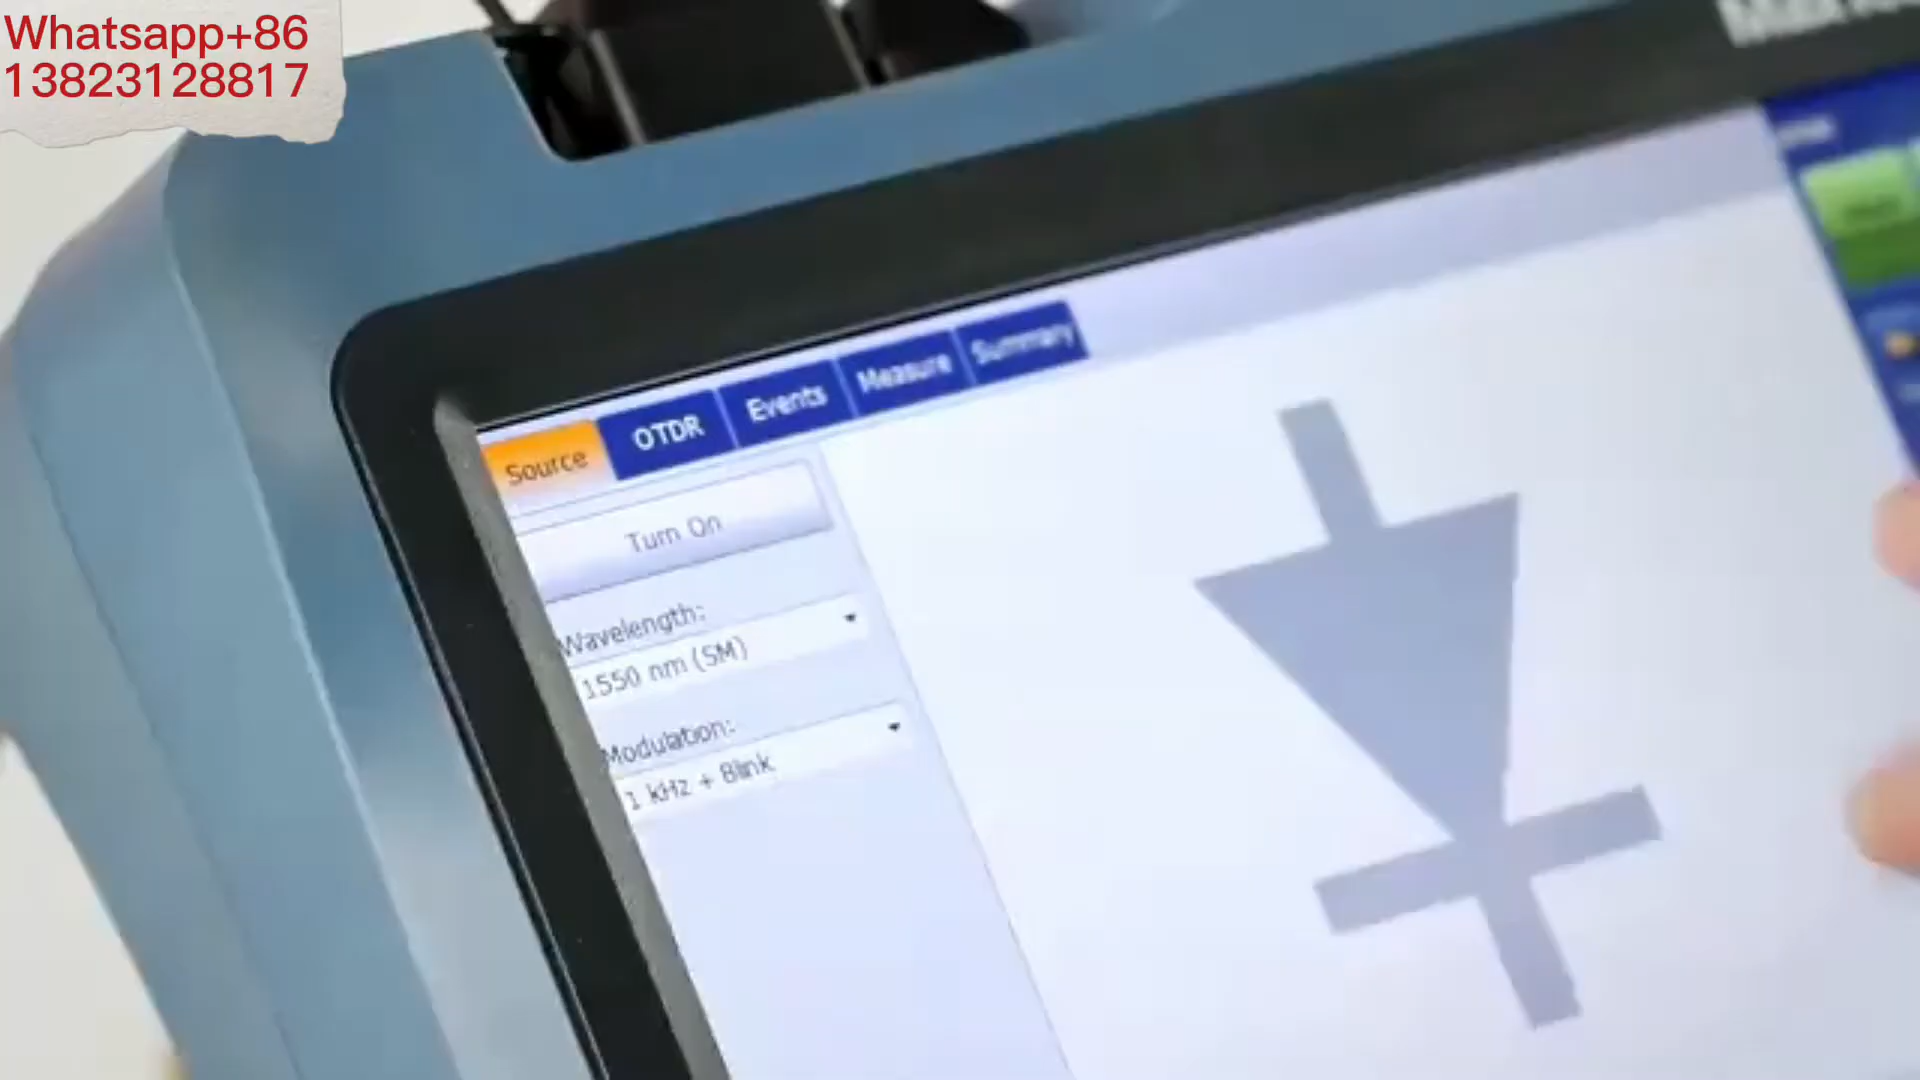 Whatsapp+86
13823128817
Source
OTDR
Events
Measure
Summary
Turn On
Wavelength:
1550 nm (SM)
Modulation:
1 kHz + Blink